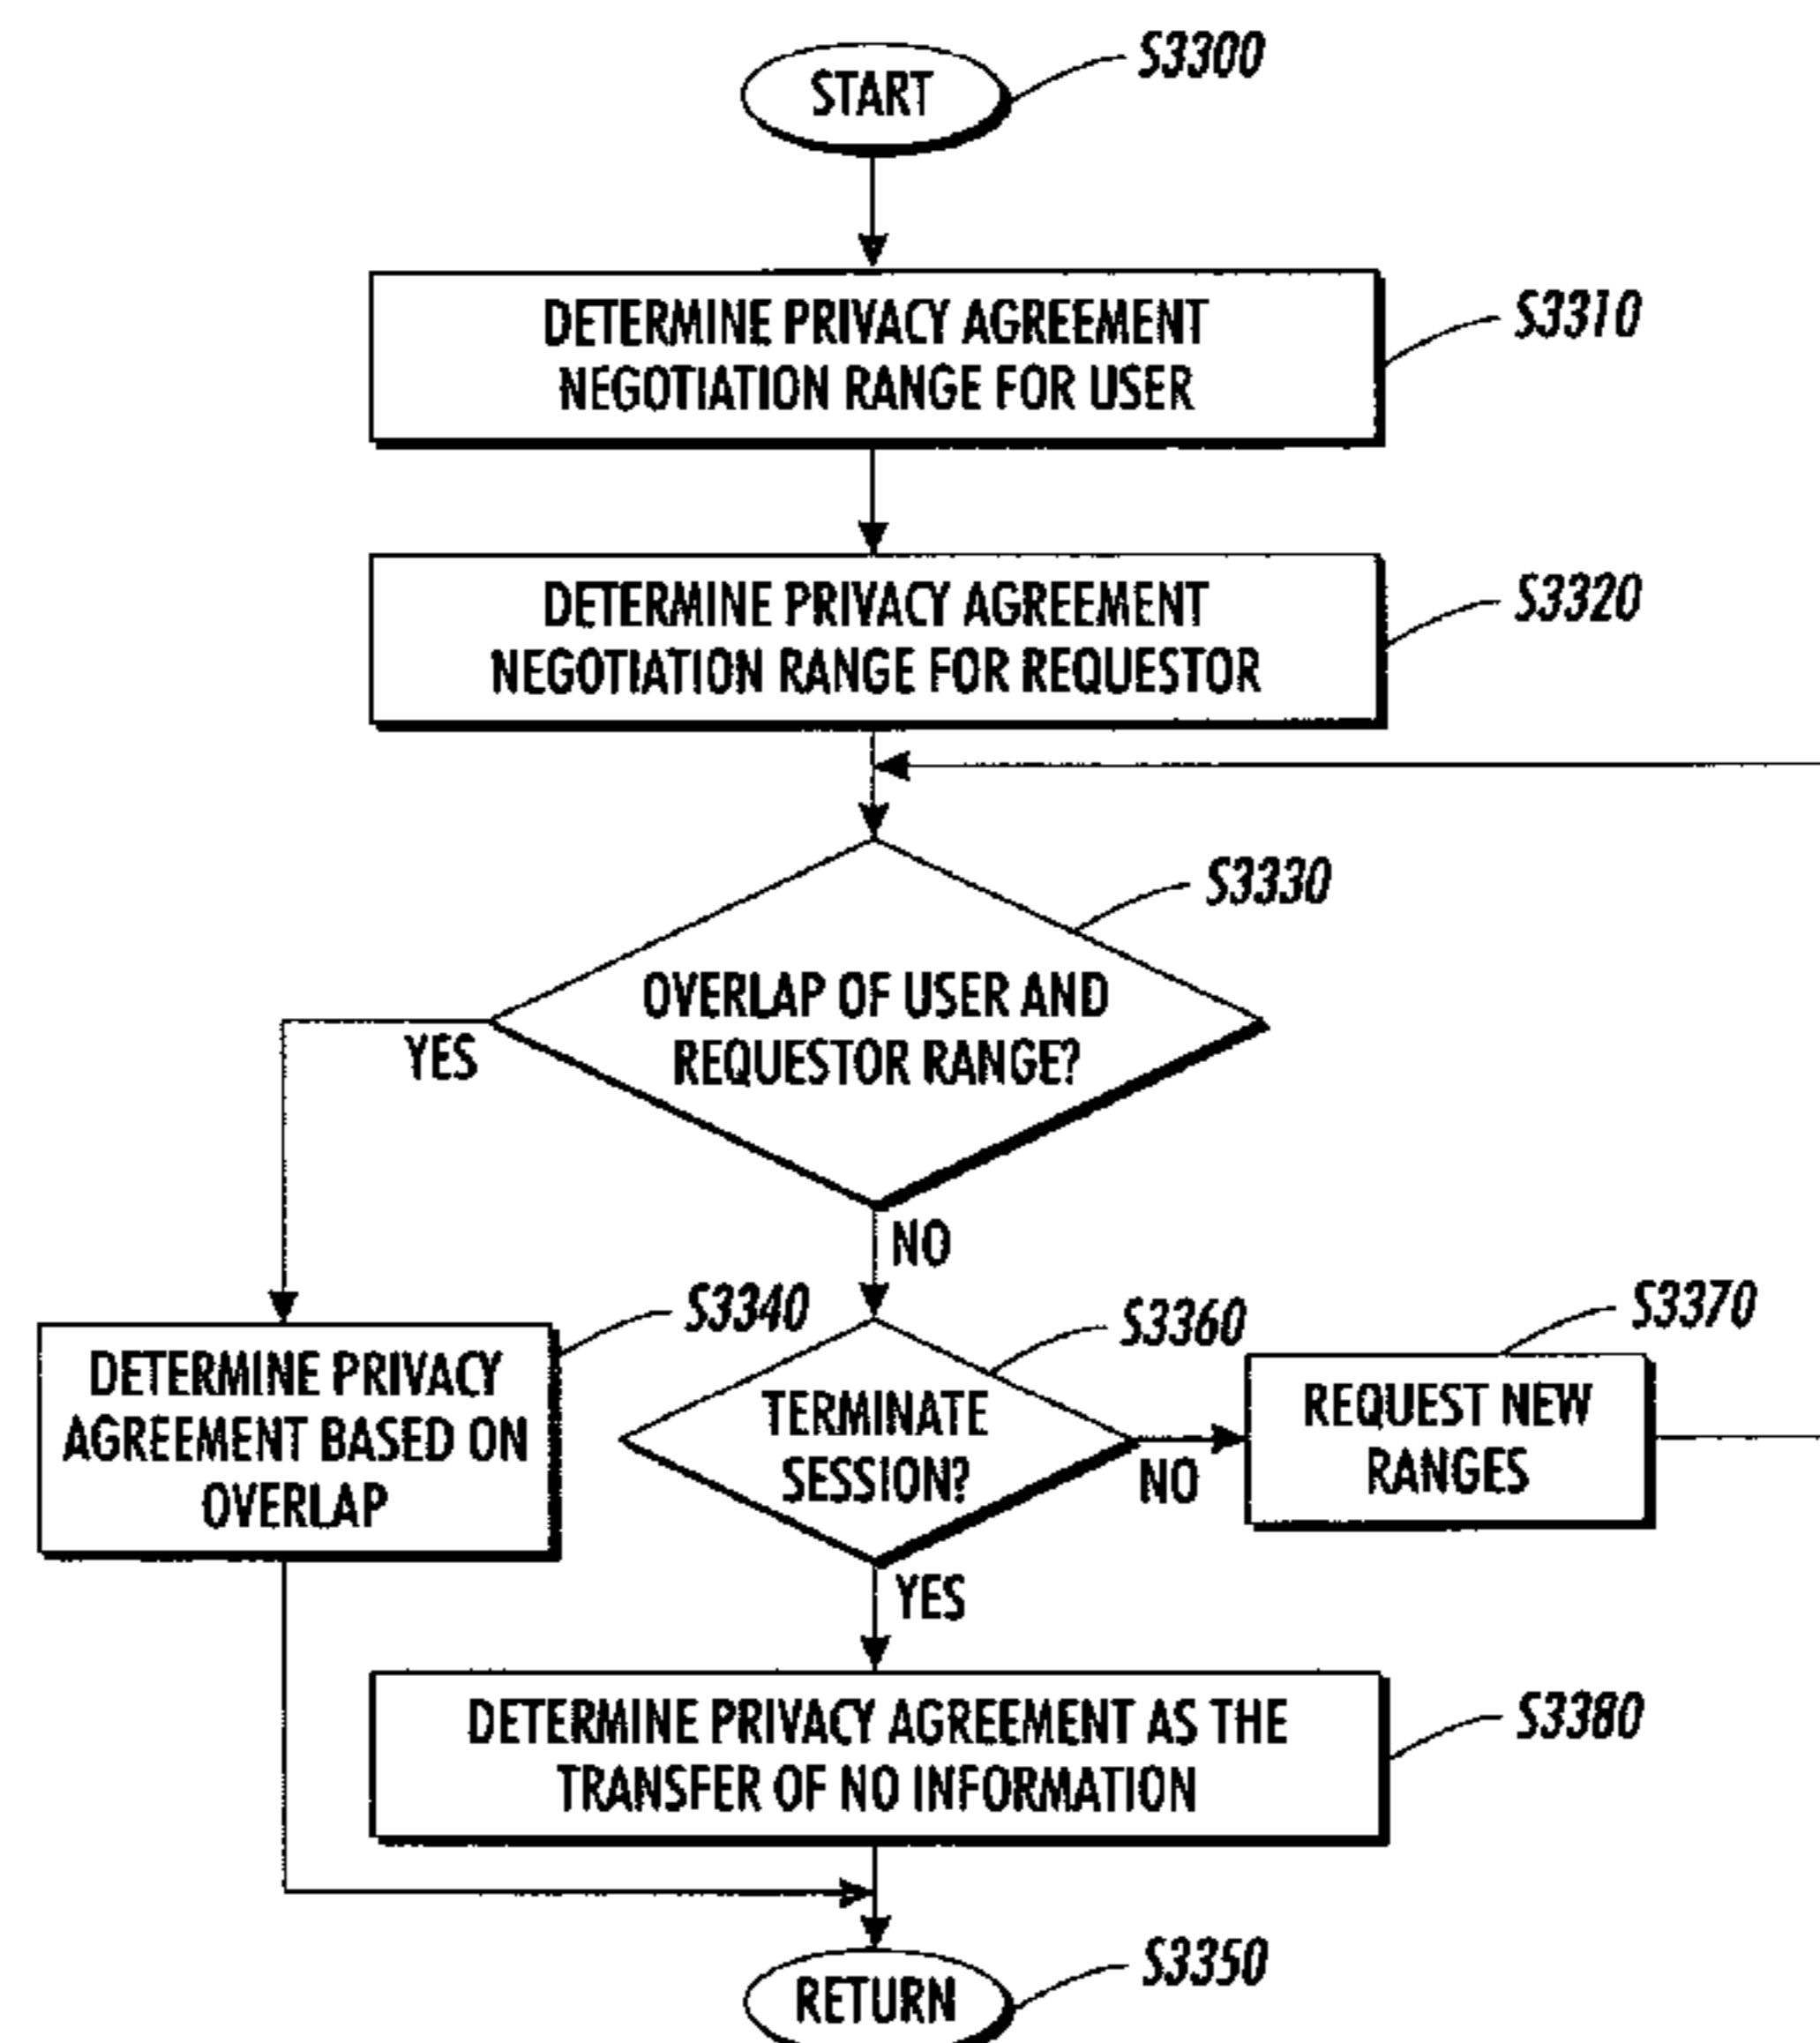 START
S3300
DETERMINE PRIVACY AGREEMENT
NEGOTIATION RANGE FOR USER
S3310
DETERMINE PRIVACY AGREEMENT
NEGOTIATION RANGE FOR REQUESTOR
S3320
S3330
OVERLAP OF USER AND
REQUESTOR RANGE?
YES
NO
S3340
DETERMINE PRIVACY
AGREEMENT BASED ON
OVERLAP
S3360
TERMINATE
SESSION?
NO
YES
S3370
REQUEST NEW
RANGES
DETERMINE PRIVACY AGREEMENT AS THE
TRANSFER OF NO INFORMATION
S3380
RETURN
S3350